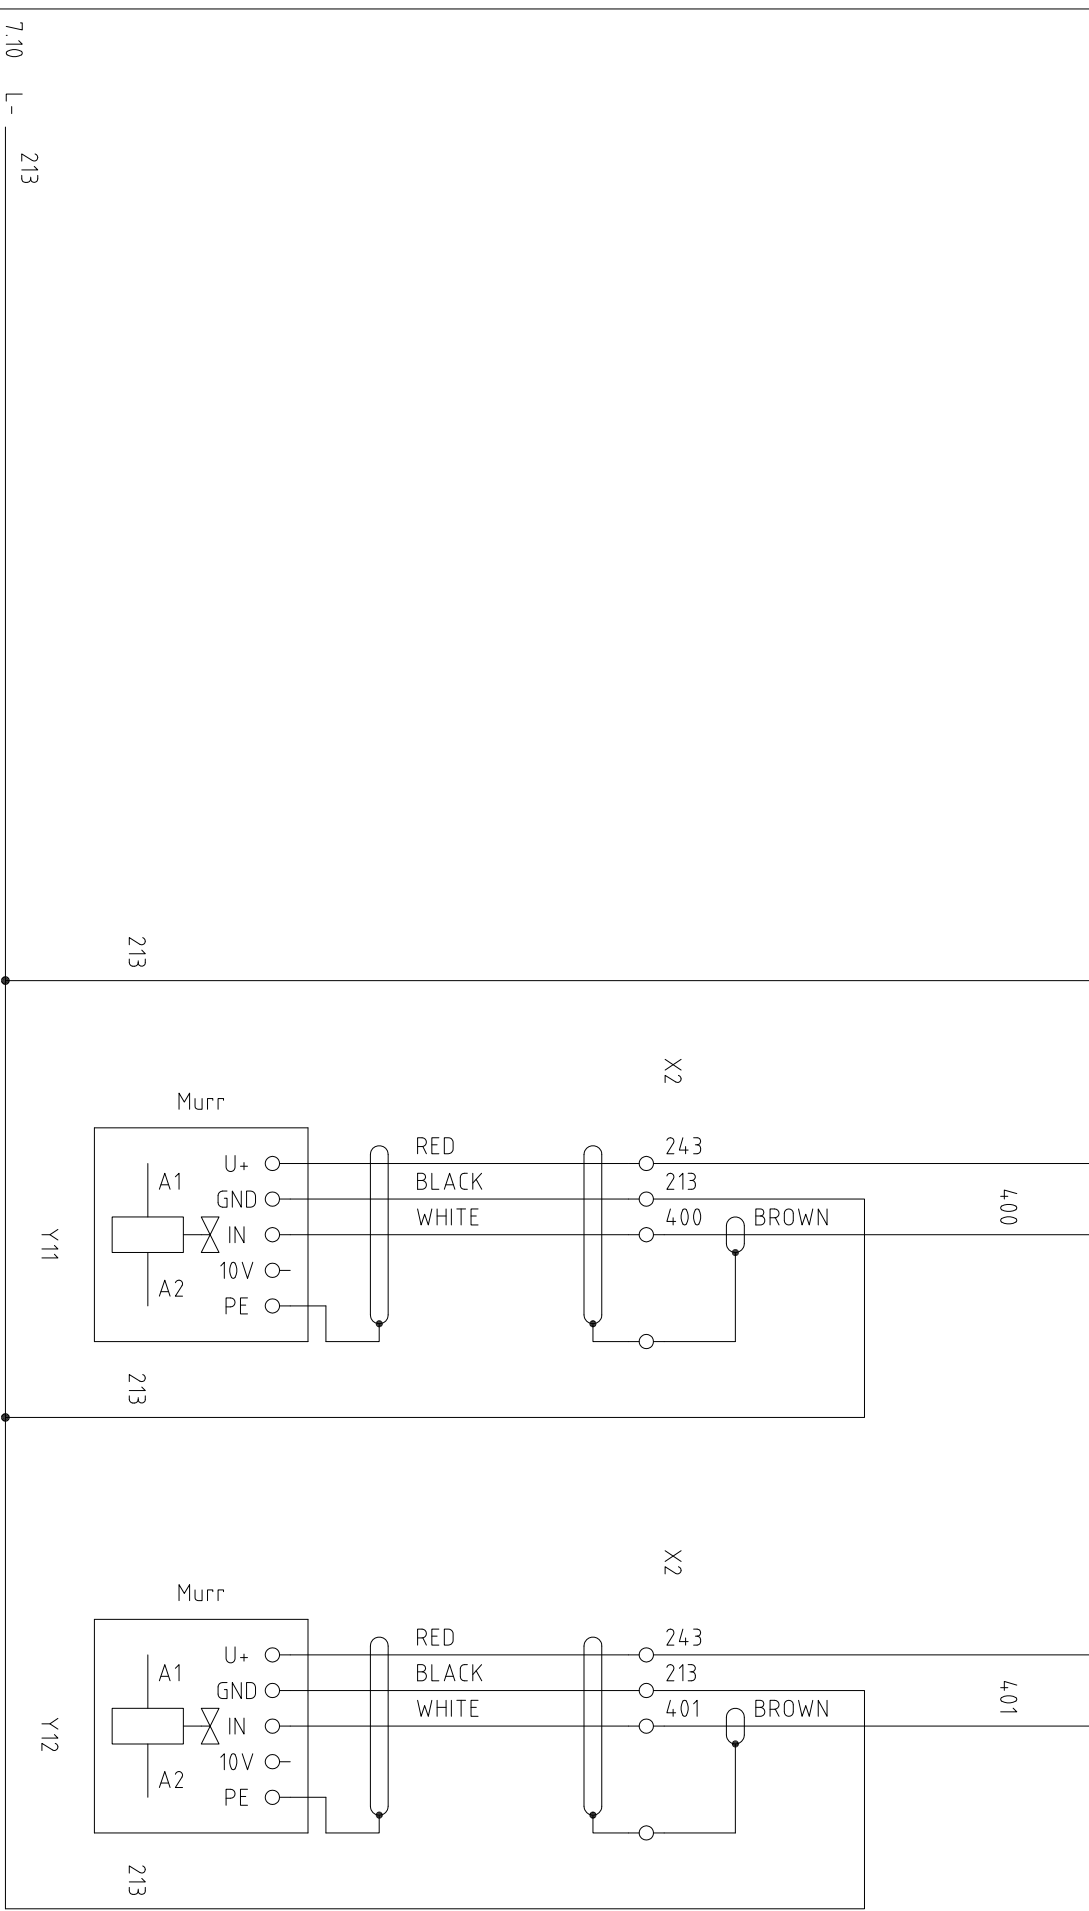 7.10 L-
213
213
X2
Murr
RED
243
U+
A1
BLACK
213
GND
400
WHITE
400
BROWN
IN
Y11
10V
A2
PE
213
X2
Murr
RED
243
U+
A1
BLACK
213
GND
401
WHITE
401
BROWN
IN
Y12
10V
A2
PE
213